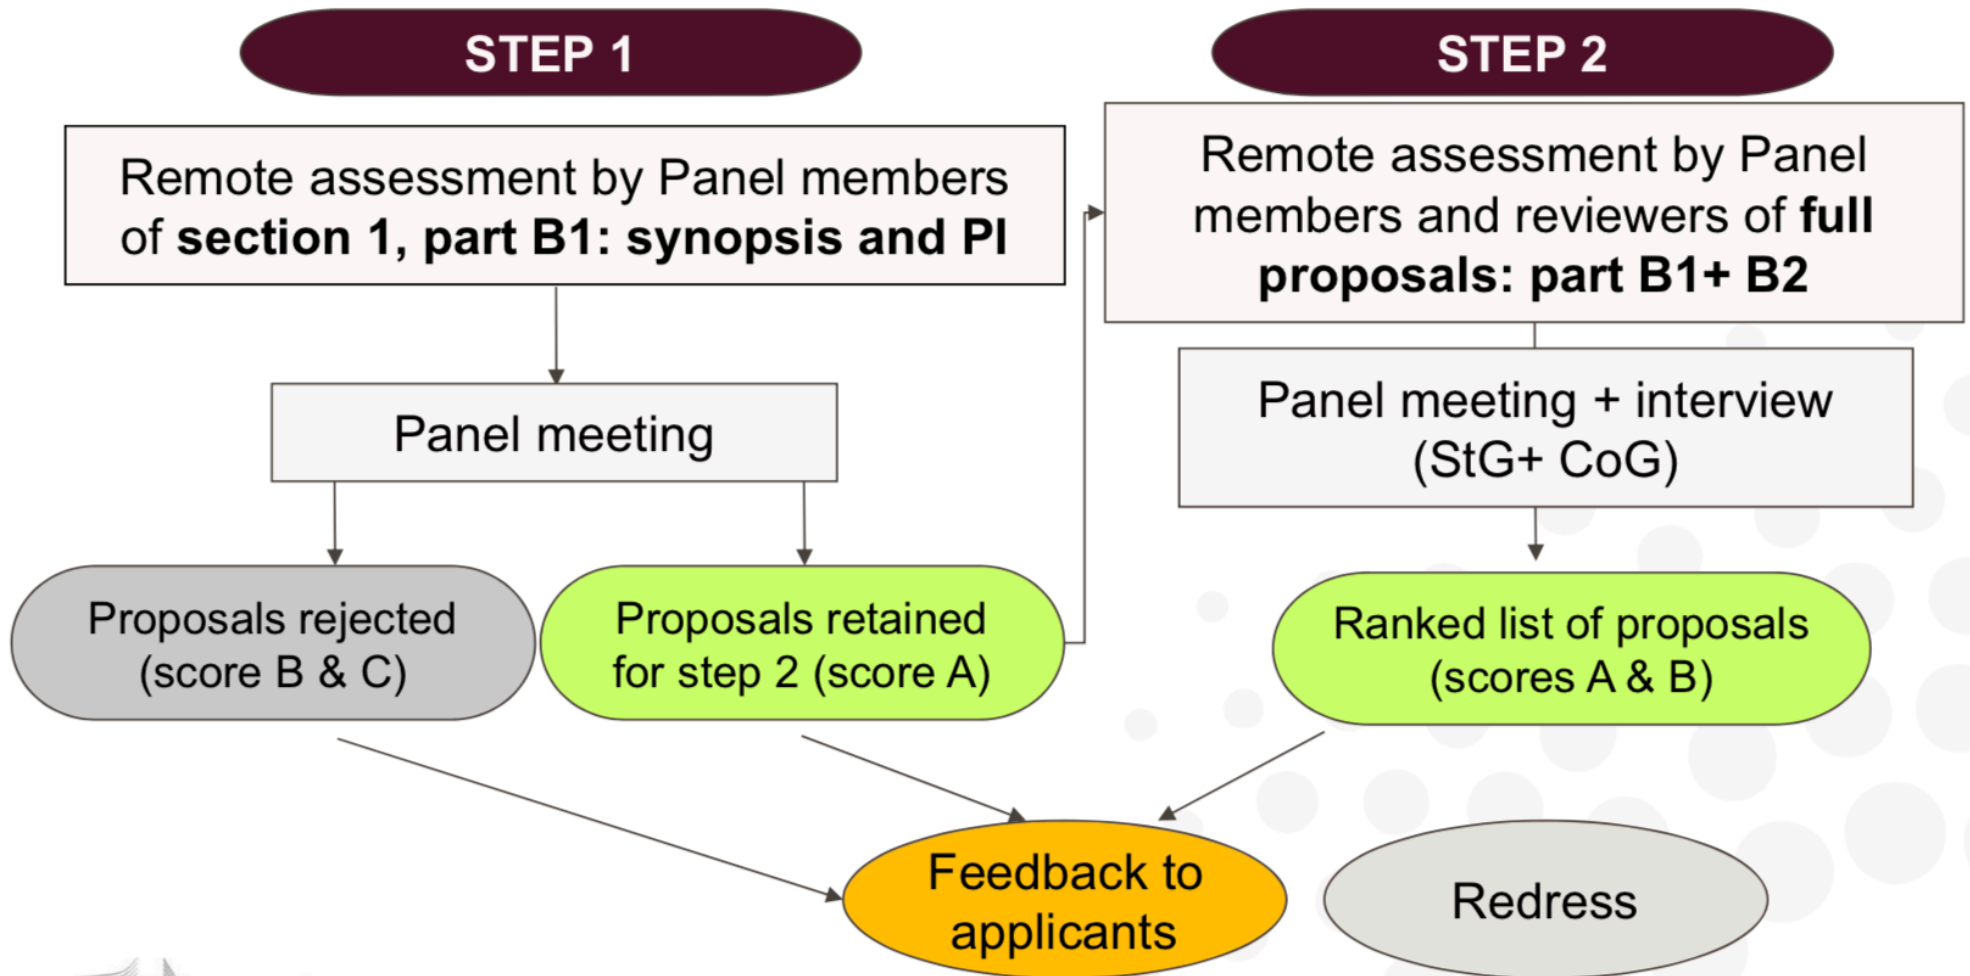 STEP 1
Remote assessment by Panel members
of section 1, part B1: synopsis and PI
Panel meeting
Proposals rejected
(score B & C)
Proposals retained
for step 2 (score A)
STEP 2
Remote assessment by Panel
members and reviewers of full
proposals: part B1+ B2
Panel meeting + interview
(StG+ CoG)
Ranked list of proposals
(scores A & B)
Feedback to
applicants
Redress